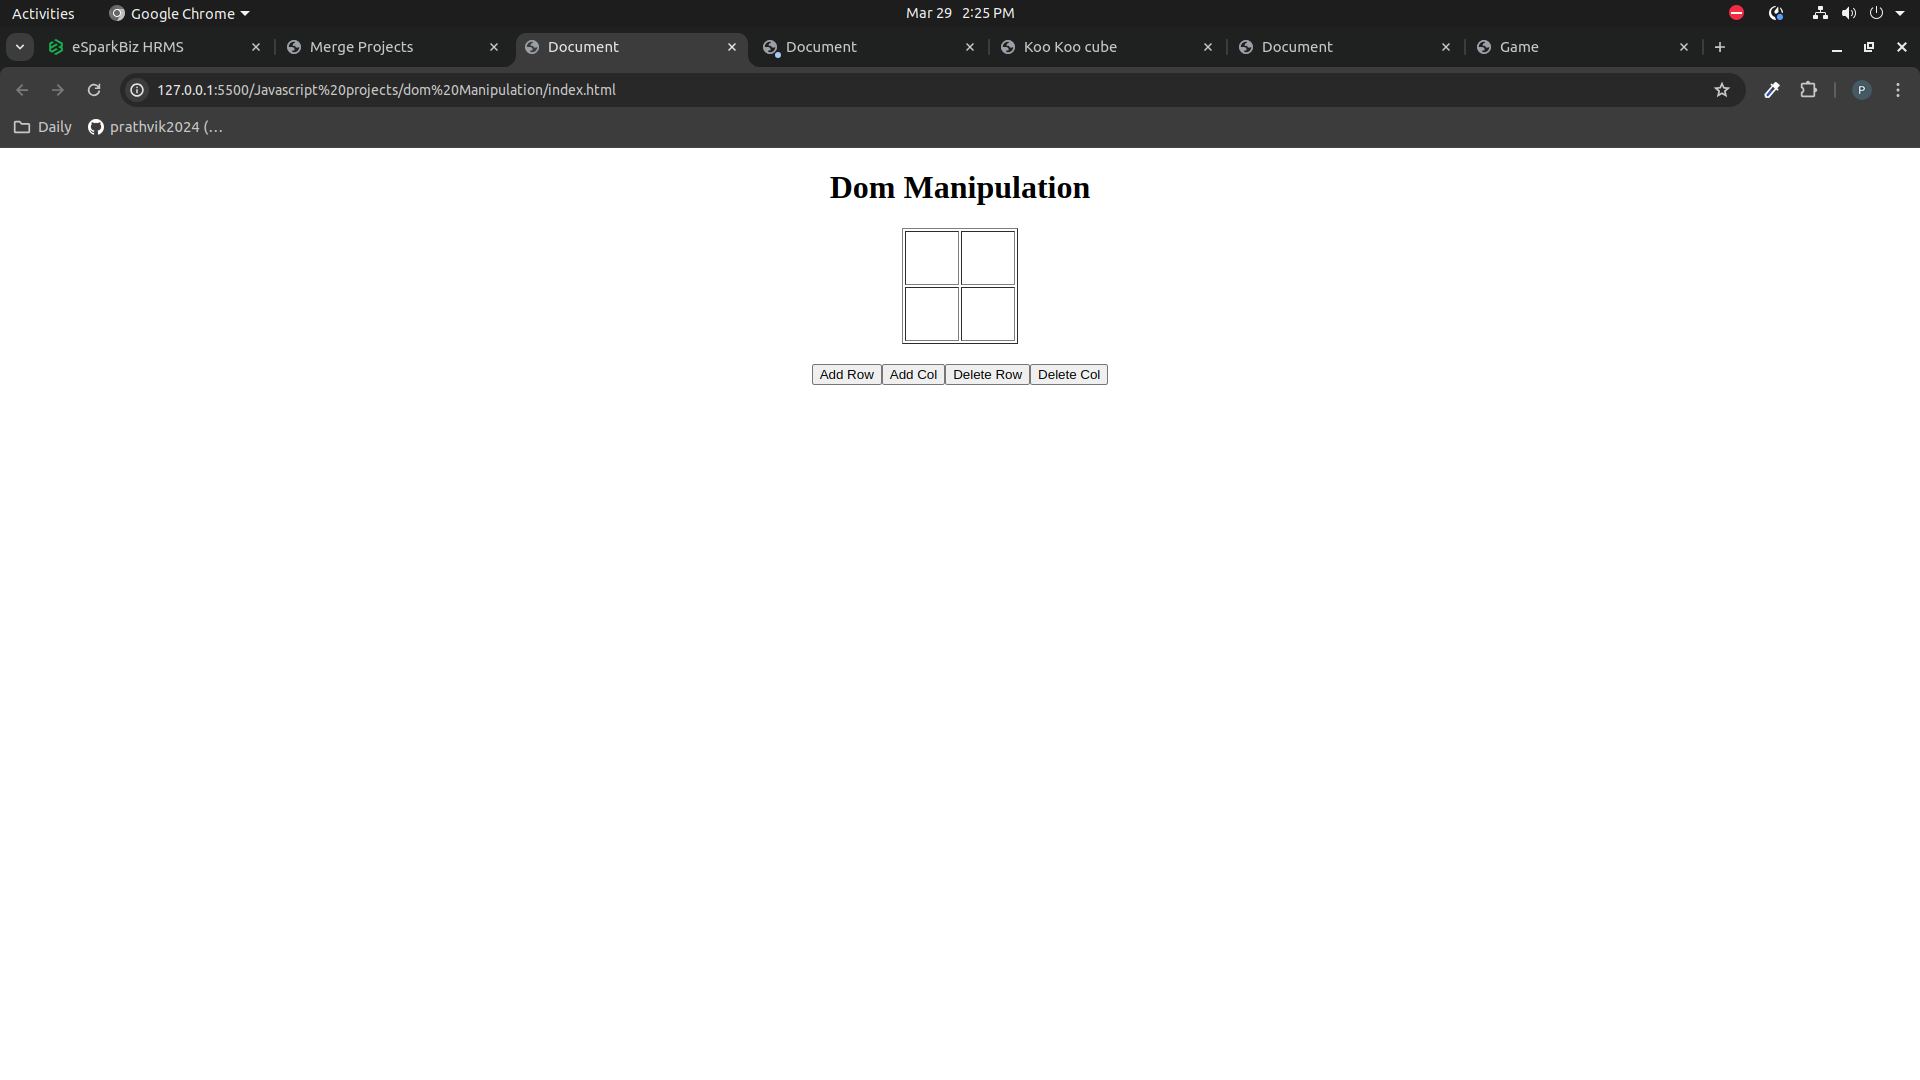 Activities Google Chrome Mar 29 2:25 PM
eSparkBiz HRMS Merge Projects Document Document Koo Koo cube Document Game
127.0.0.1:5500/Javascript%20projects/dom%20Manipulation/index.html P
Daily prathvik2024 (...
Dom Manipulation
Add Row Add Col Delete Row Delete Col